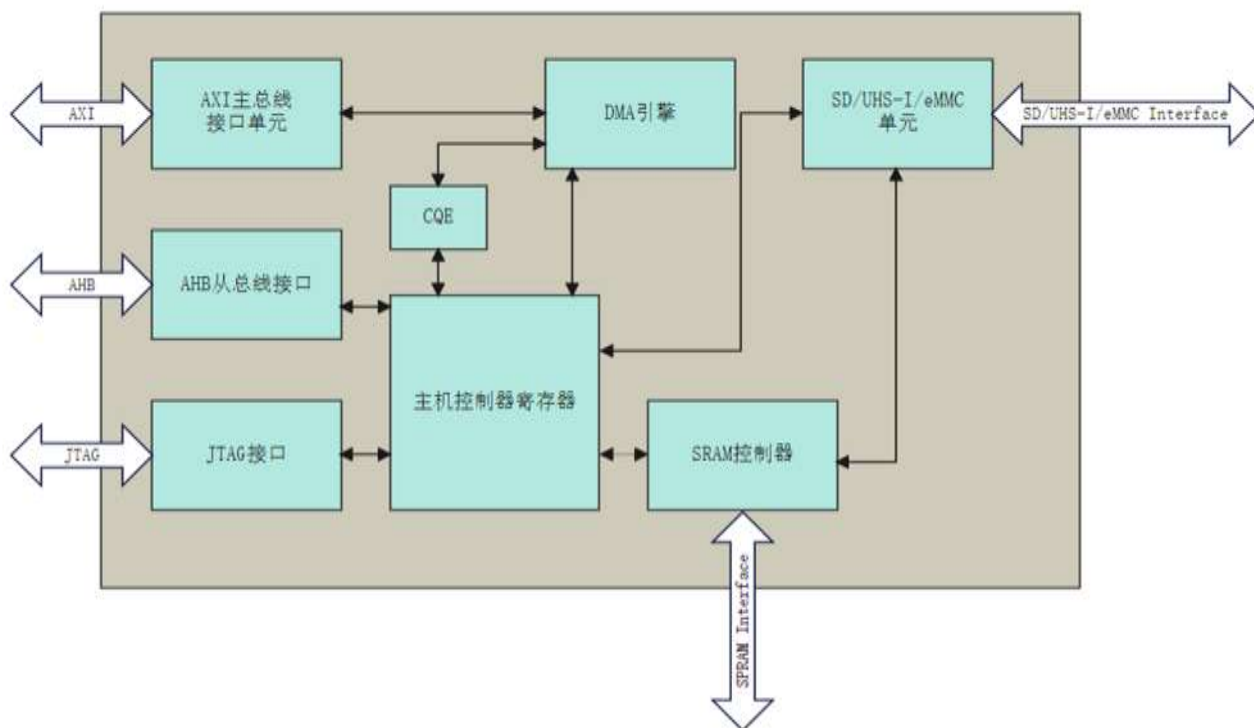 AXI
AXI主总线
接口单元
DMA引擎
SD/UHS-I/eMMC
单元
SD/UHS-I/eMMC Interface
CQE
AHB
AHB从总线接口
主机控制器寄存器
JTAG
JTAG接口
SRAM控制器
SPRAM Interface